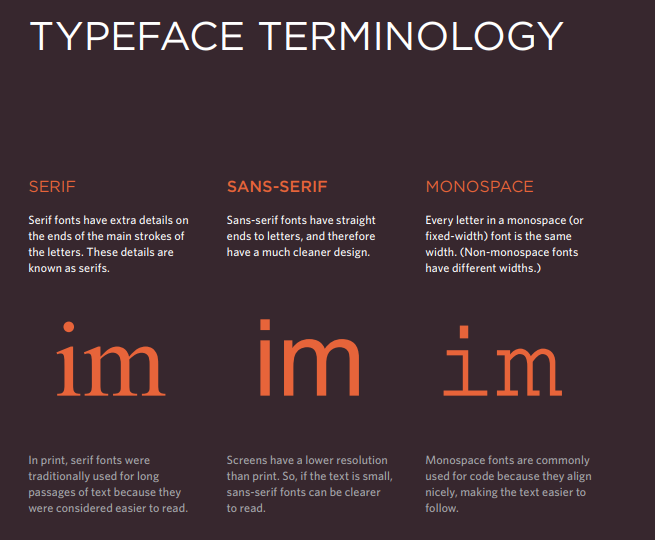 TYPEFACE TERMINOLOGY
SERIF
Serif fonts have extra details on
the ends of the main strokes of
the letters. These details are
known as serifs.
im
In print, serif fonts were
traditionally used for long
passages of text because they
were considered easier to read.
SANS-SERIF
Sans-serif fonts have straight
ends to letters, and therefore
have a much cleaner design.
im
Screens have a lower resolution
than print. So, if the text is small,
sans-serif fonts can be clearer
to read.
MONOSPACE
Every letter in a monospace (or
fixed-width) font is the same
width. (Non-monospace fonts
have different widths.)
im
Monospace fonts are commonly
used for code because they align
nicely, making the text easier to
follow.